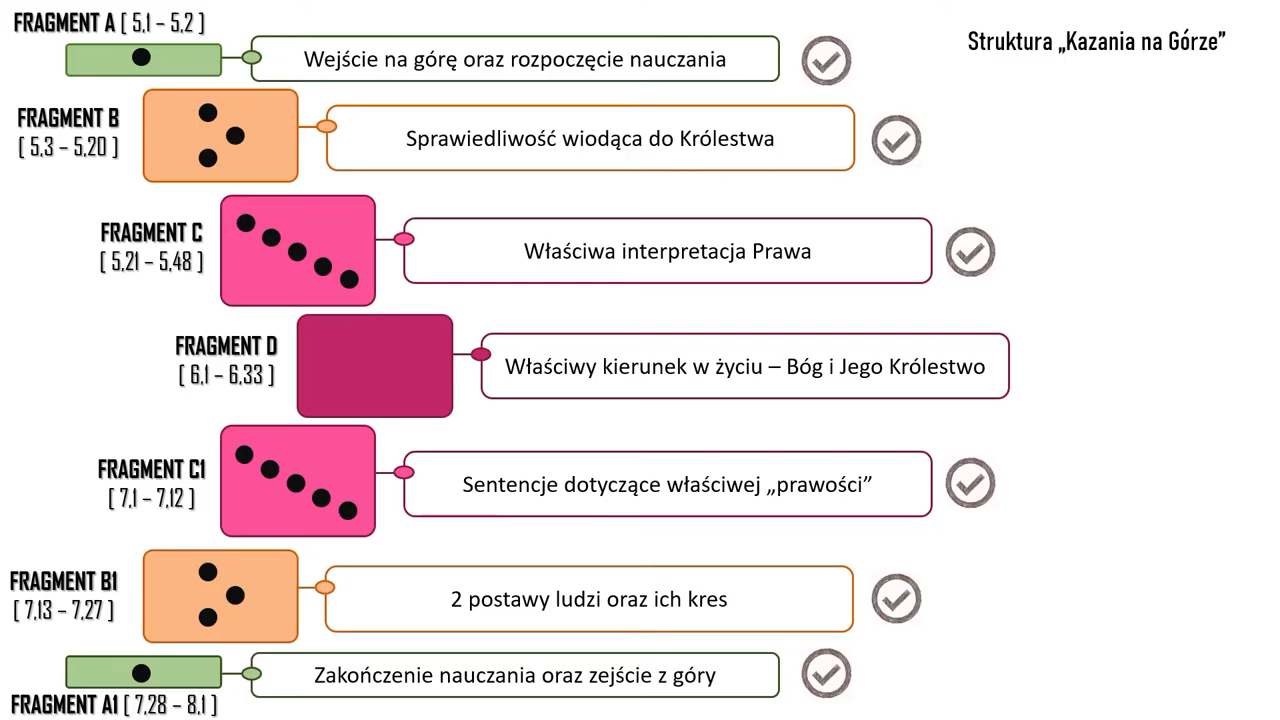 FRAGMENT A [ 5,1 – 5,2 ]
Struktura „Kazania na Górze”
Wejście na górę oraz rozpoczęcie nauczania
FRAGMENT B
[ 5,3 – 5,20 ]
Sprawiedliwość wiodąca do Królestwa
FRAGMENT C
[ 5,21 – 5,48 ]
Właściwa interpretacja Prawa
FRAGMENT D
[ 6,1 – 6,33 ]
Właściwy kierunek w życiu – Bóg i Jego Królestwo
FRAGMENT C1
[ 7,1 – 7,12 ]
Sentencje dotyczące właściwej „prawości”
FRAGMENT B1
[ 7,13 – 7,27 ]
2 postawy ludzi oraz ich kres
Zakończenie nauczania oraz zejście z góry
FRAGMENT A1 [ 7,28 – 8,1 ]